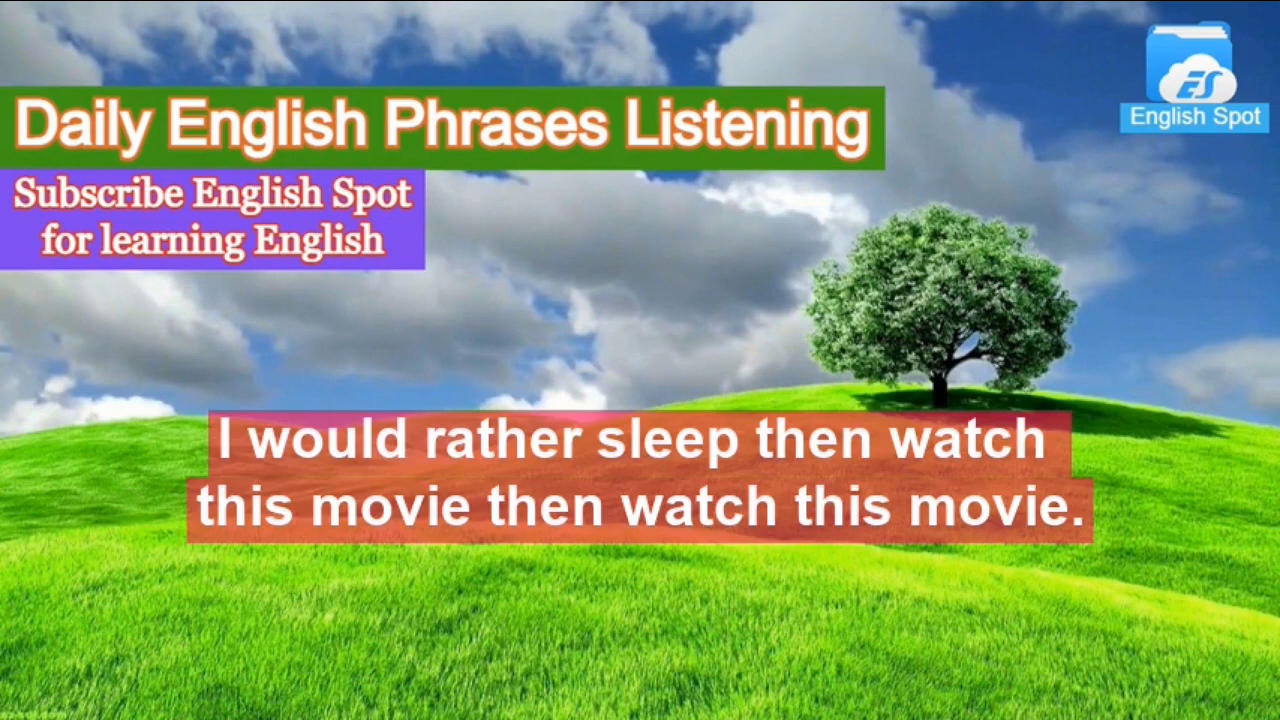 Daily English Phrases Listening
Subscribe English Spot
for learning English
ES
English Spot
I would rather sleep then watch
this movie then watch this movie.